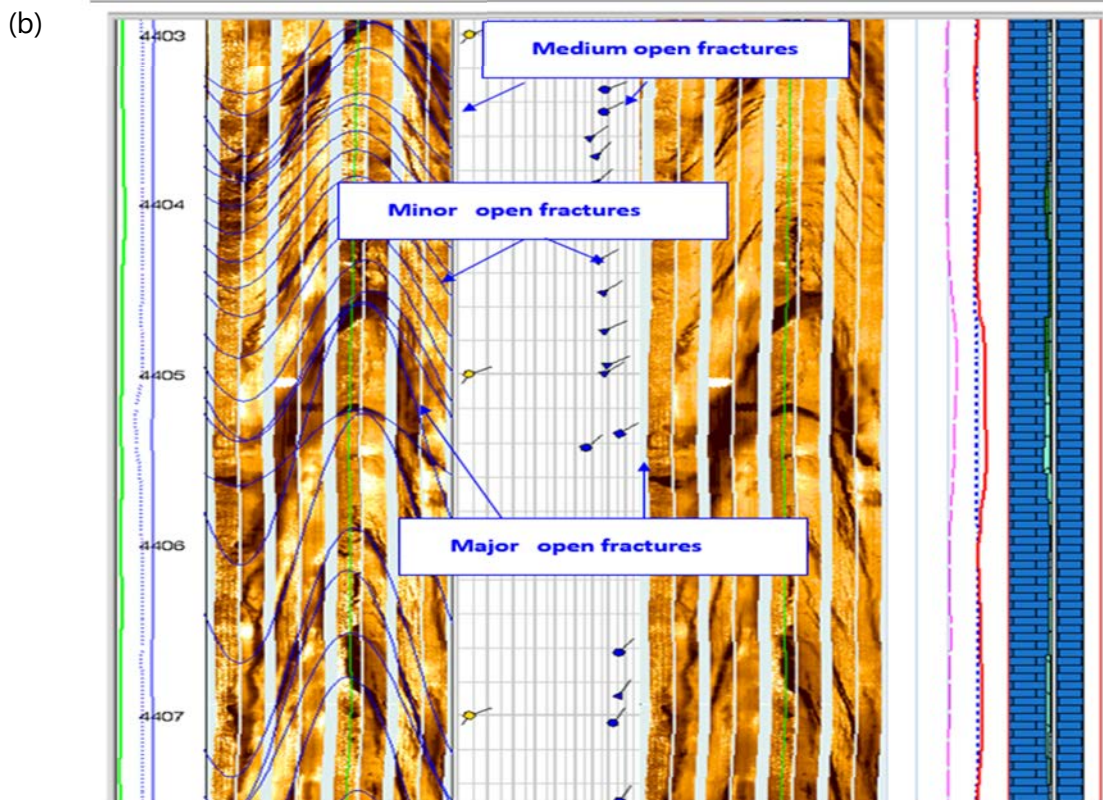 (b)
4403
Medium open fractures
4404
Minor open fractures
4405
Major open fractures
4406
4407